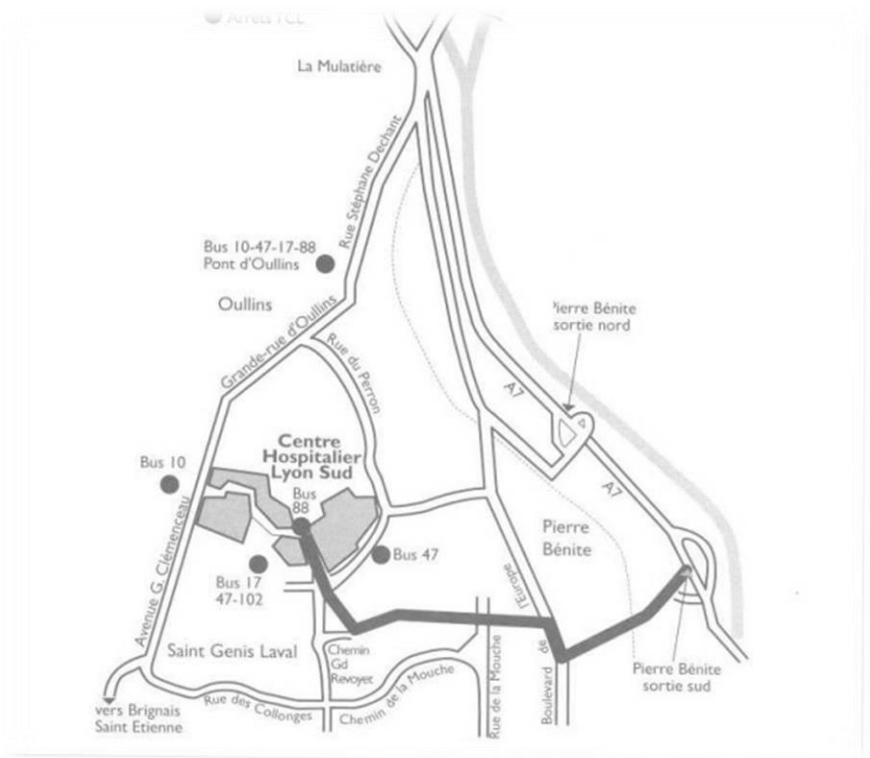 Arrêts TCL
La Mulatière
Rue Stéphane Dechant
Bus 10-47-17-88
Pont d'Oullins
Oullins
Grande-rue d'Oullins
Rue du Perron
Pierre Bénite
sortie nord
A7
Centre
Hospitalier
Lyon Sud
Bus 10
Bus
88
A7
Pierre
Bénite
Bus 47
Bus 17
47-102
Avenue G. Clémenceau
Boulevard de l'Europe
Saint Genis Laval
Chemin
Gd
Revoyet
Rue de la Mouche
Pierre Bénite
sortie sud
Rue des Collonges
Chemin de la Mouche
vers Brignais
Saint Etienne